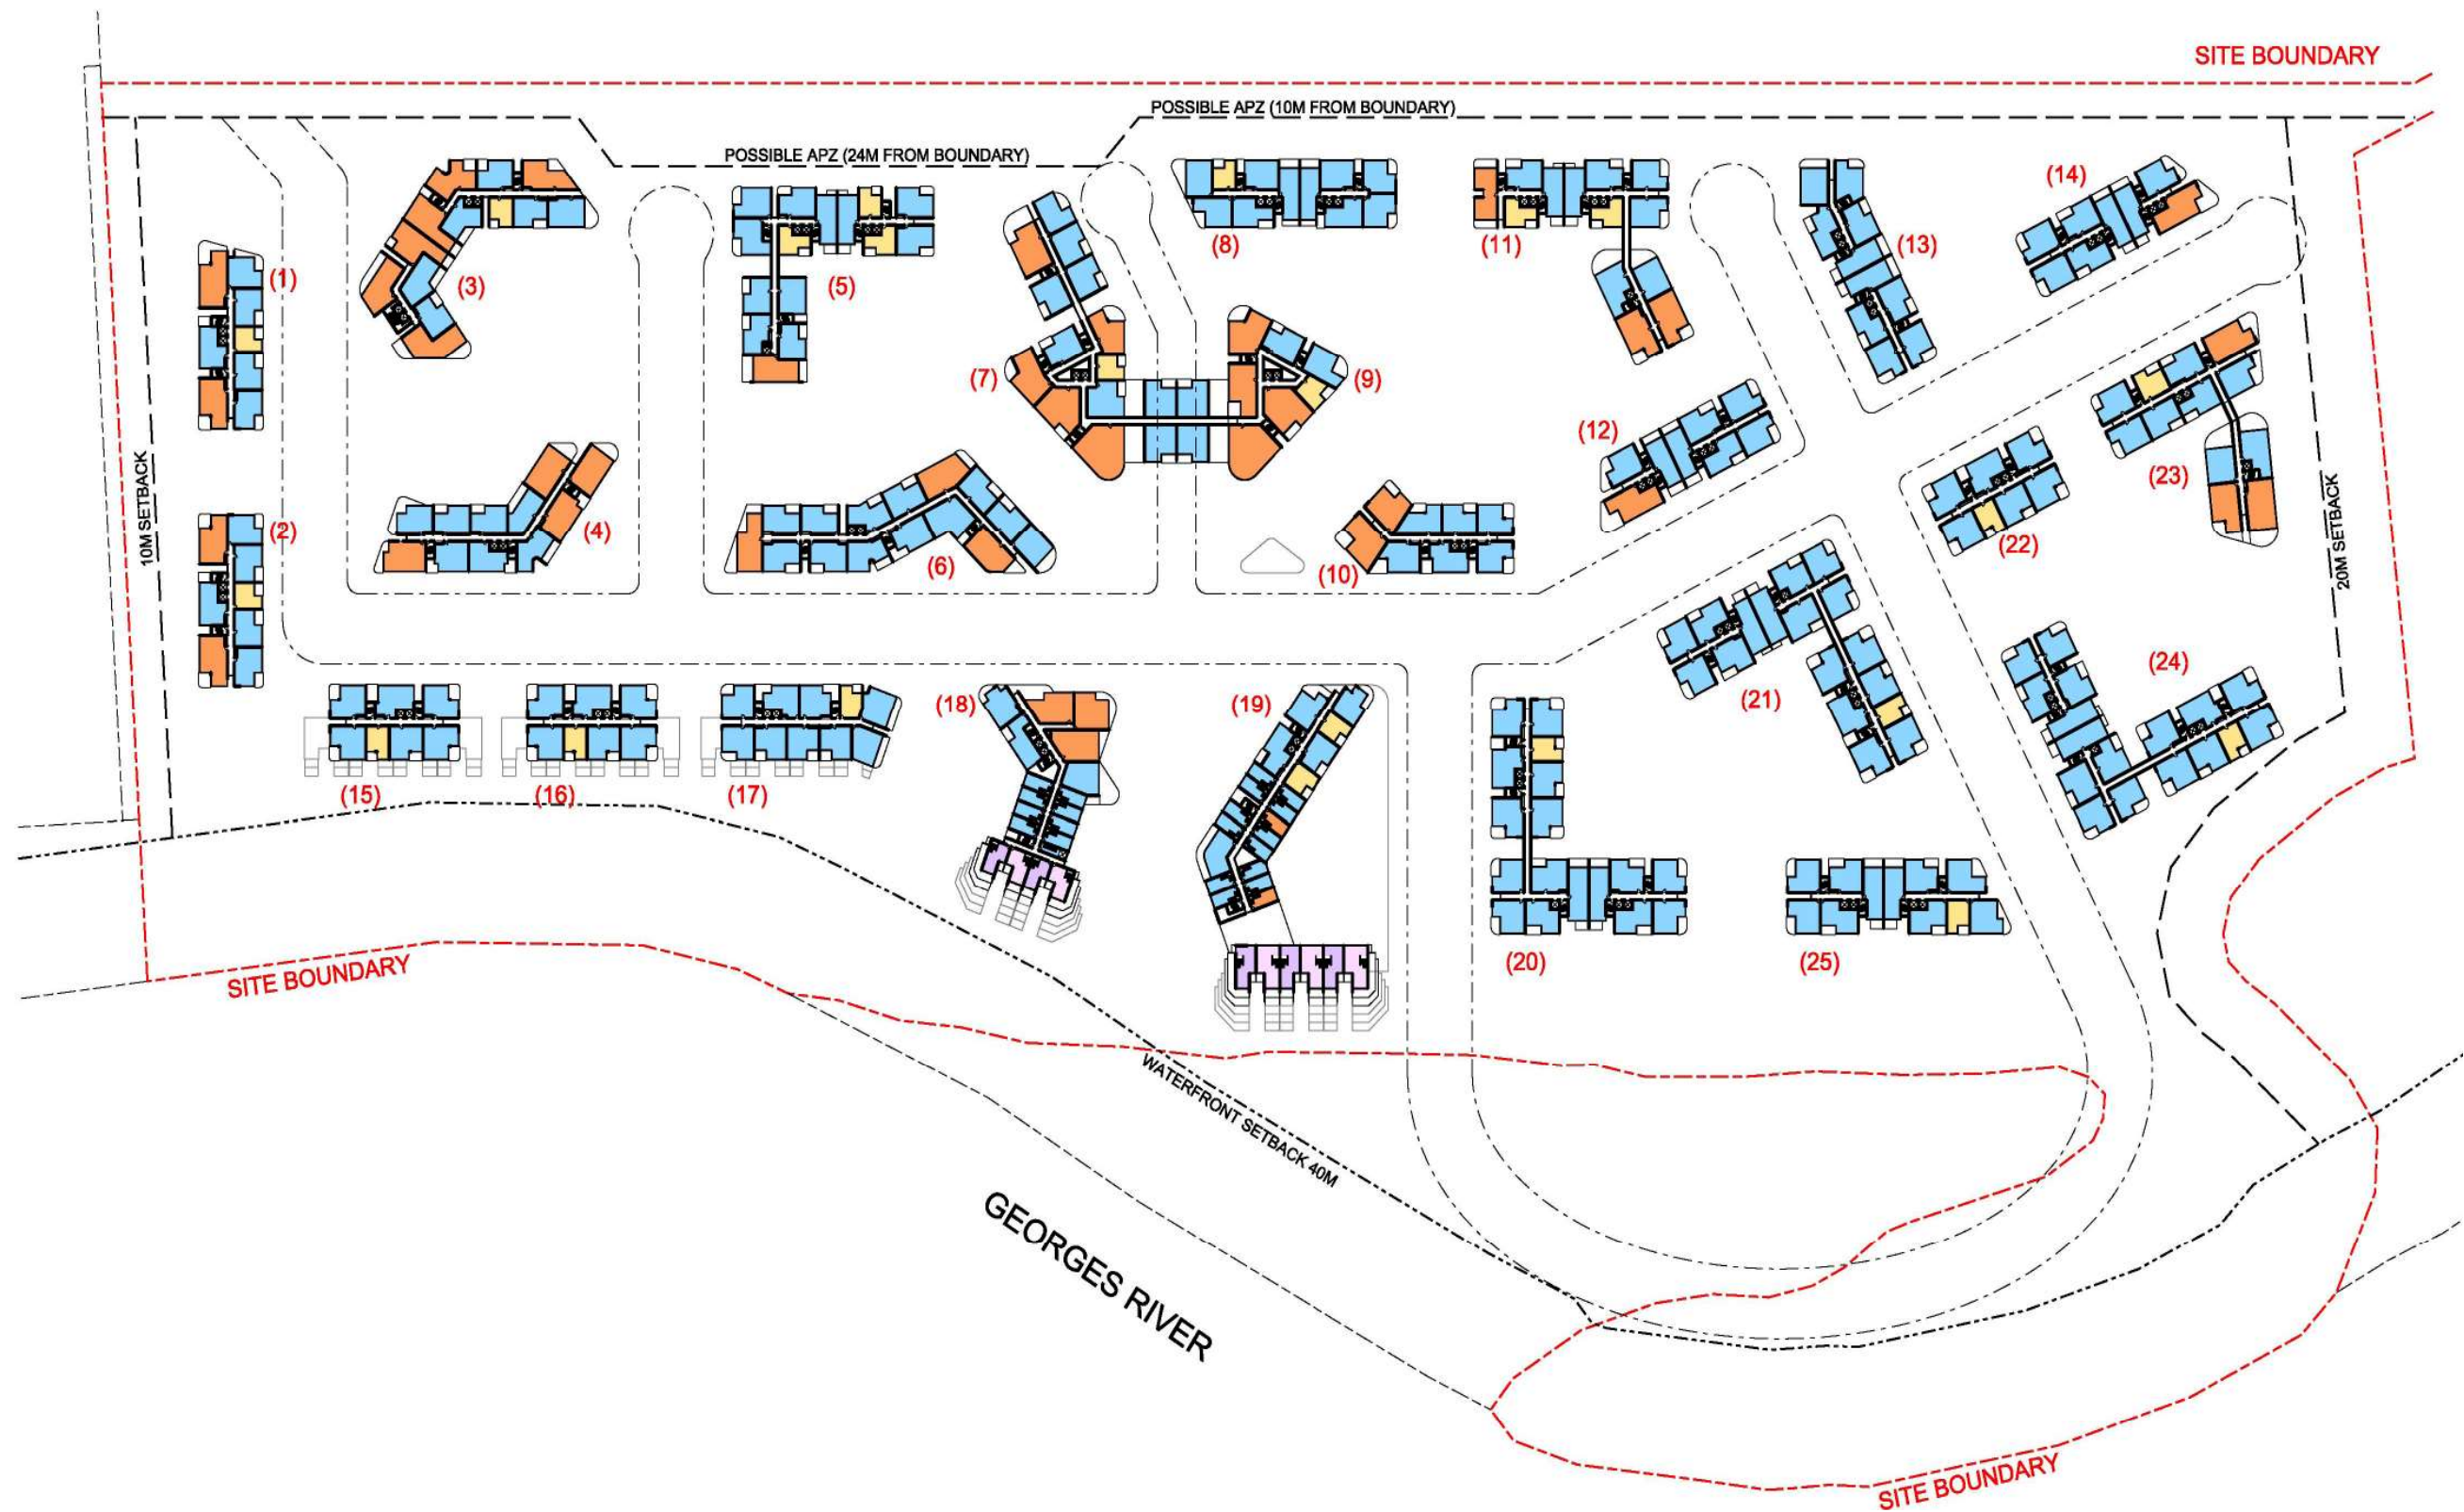 SITE BOUNDARY
POSSIBLE APZ (10M FROM BOUNDARY)
POSSIBLE APZ (24M FROM BOUNDARY)
(14)
(8)
(11)
(13)
(1)
(3)
(5)
(7)
(9)
(12)
10M SETBACK
(23)
20M SETBACK
(2)
(4)
(6)
(10)
(22)
(24)
(21)
(18)
(19)
(15)
(16)
(17)
(20)
(25)
SITE BOUNDARY
WATERFRONT SETBACK 40M
GEORGES RIVER
SITE BOUNDARY